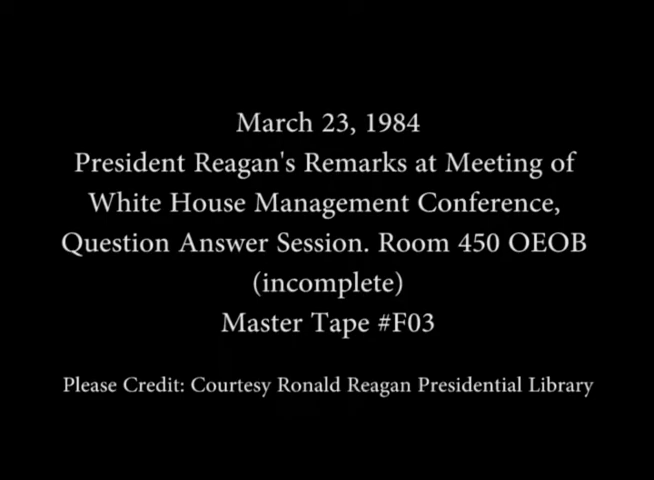 March 23, 1984
President Reagan's Remarks at Meeting of
White House Management Conference,
Question Answer Session. Room 450 OEOB
(incomplete)
Master Tape #F03
Please Credit: Courtesy Ronald Reagan Presidential Library